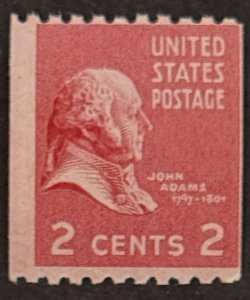 UNITED
STATES
POSTAGE
JOHN
ADAMS
1797-1801
2 CENTS 2